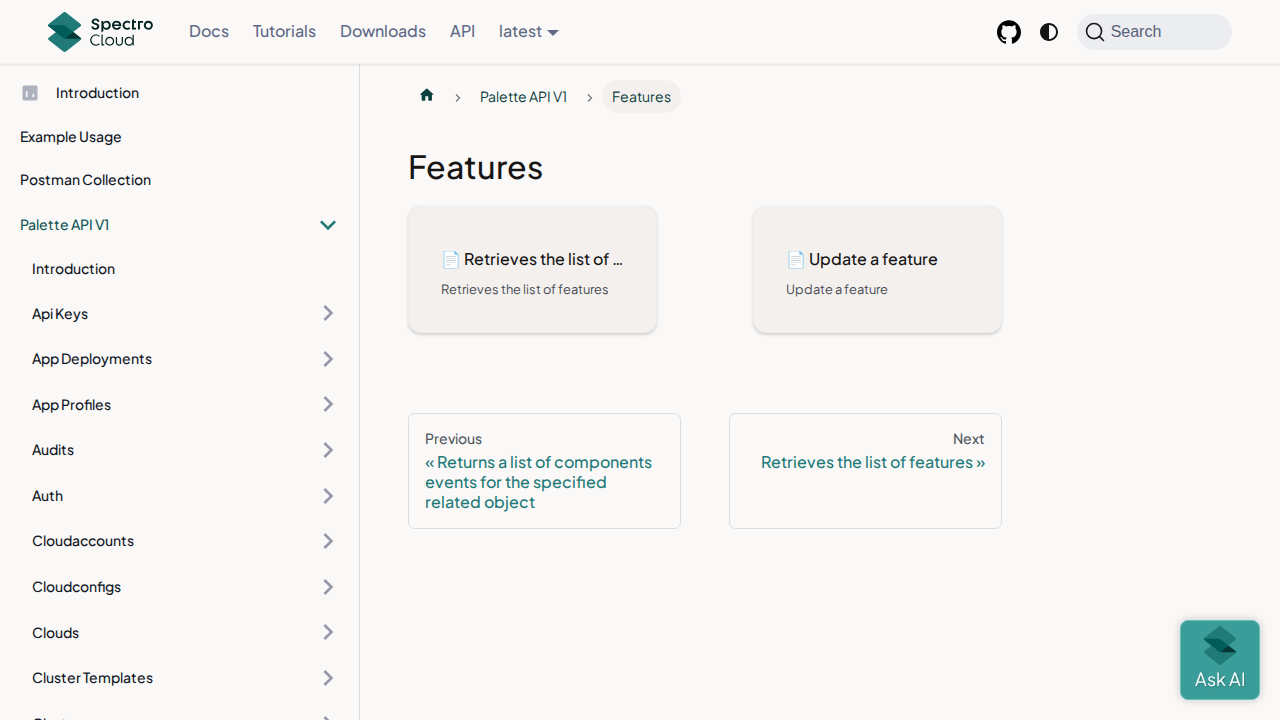 Spectro
Cloud
Docs
Tutorials
Downloads
API
latest
Search
Introduction
Example Usage
Postman Collection
Palette API V1
Introduction
Api Keys
App Deployments
App Profiles
Audits
Auth
Cloudaccounts
Cloudconfigs
Clouds
Cluster Templates
Palette API V1
Features
Features
Retrieves the list of ...
Retrieves the list of features
Update a feature
Update a feature
Previous
« Returns a list of components
events for the specified
related object
Next
Retrieves the list of features »
Ask AI